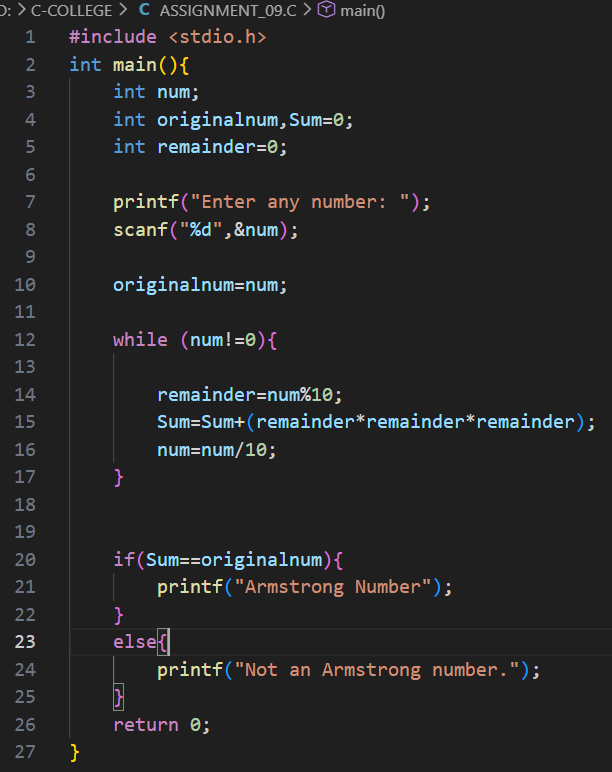 D: > C-COLLEGE > C ASSIGNMENT_09.C > main()
1 #include <stdio.h>
2 int main(){
3     int num;
4     int originalnum,Sum=0;
5     int remainder=0;
6
7     printf("Enter any number: ");
8     scanf("%d",&num);
9
10     originalnum=num;
11
12     while (num!=0){
13
14         remainder=num%10;
15         Sum=Sum+(remainder*remainder*remainder);
16         num=num/10;
17     }
18
19
20     if(Sum==originalnum){
21         printf("Armstrong Number");
22     }
23     else{
24         printf("Not an Armstrong number.");
25     }
26     return 0;
27 }